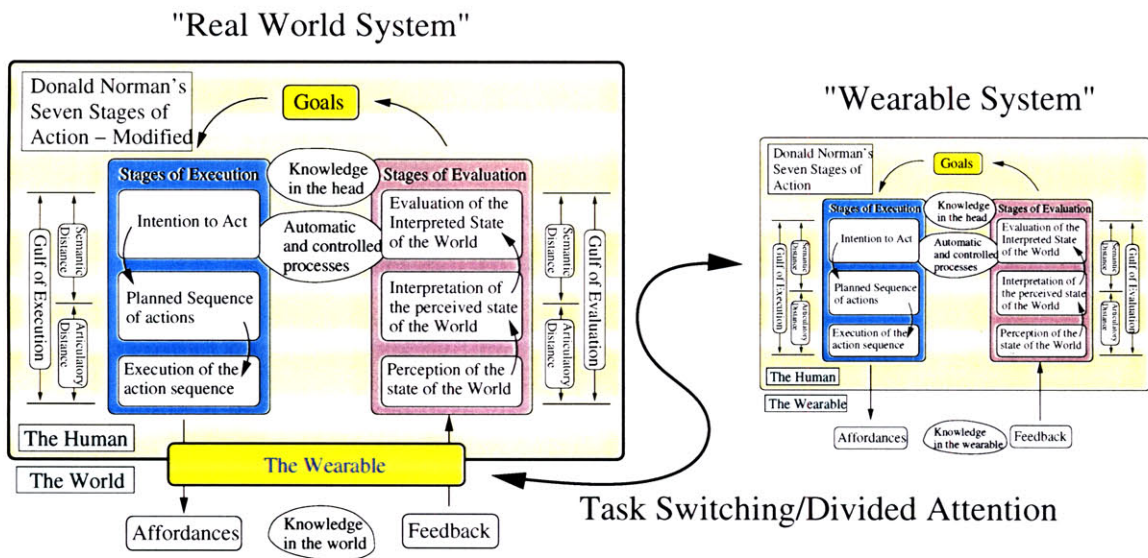 "Real World System"
Donald Norman's
Seven Stages of
Action – Modified
Goals
Stages of Execution
Knowledge
in the head
Stages of Evaluation
Intention to Act
Automatic
and controlled
processes
Evaluation of the
Interpreted State
of the World
Planned Sequence
of actions
Interpretation of
the perceived state
of the World
Execution of the
action sequence
Perception of the
state of the World
Gulf of Execution
Semantic
Distance
Articulatory
Distance
Semantic
Distance
Articulatory
Distance
Gulf of Evaluation
The Human
The World
The Wearable
Affordances
Knowledge
in the world
Feedback
"Wearable System"
Donald Norman's
Seven Stages of
Action
Goals
Stages of Execution
Knowledge
in the head
Stages of Evaluation
Intention to Act
Automatic
and controlled
processes
Evaluation of the
Interpreted State
of the World
Planned Sequence
of actions
Interpretation of
the perceived state
of the World
Execution of the
action sequence
Perception of the
state of the World
Gulf of Execution
Semantic
Distance
Articulatory
Distance
Semantic
Distance
Articulatory
Distance
Gulf of Evaluation
The Human
The Wearable
Affordances
Knowledge
in the wearable
Feedback
Task Switching/Divided Attention